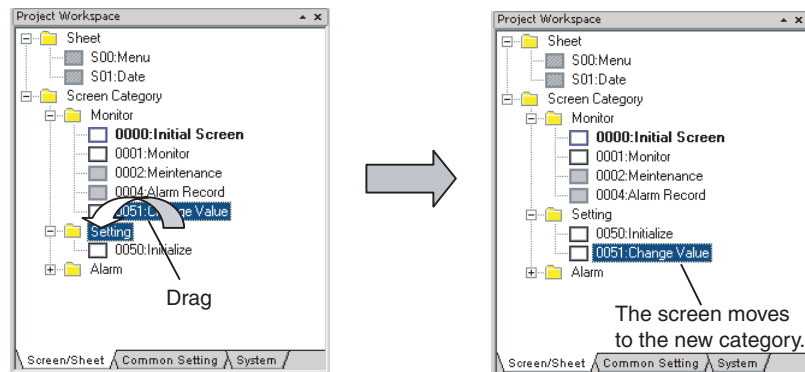 Project Workspace
Sheet
S00:Menu
S01:Date
Screen Category
Monitor
0000:Initial Screen
0001:Monitor
0002:Meintenance
0004:Alarm Record
0051:Change Value
Setting
0050:Initialize
Alarm
Drag
Screen/Sheet Common Setting System
Project Workspace
Sheet
S00:Menu
S01:Date
Screen Category
Monitor
0000:Initial Screen
0001:Monitor
0002:Meintenance
0004:Alarm Record
Setting
0050:Initialize
0051:Change Value
Alarm
The screen moves
to the new category.
Screen/Sheet Common Setting System